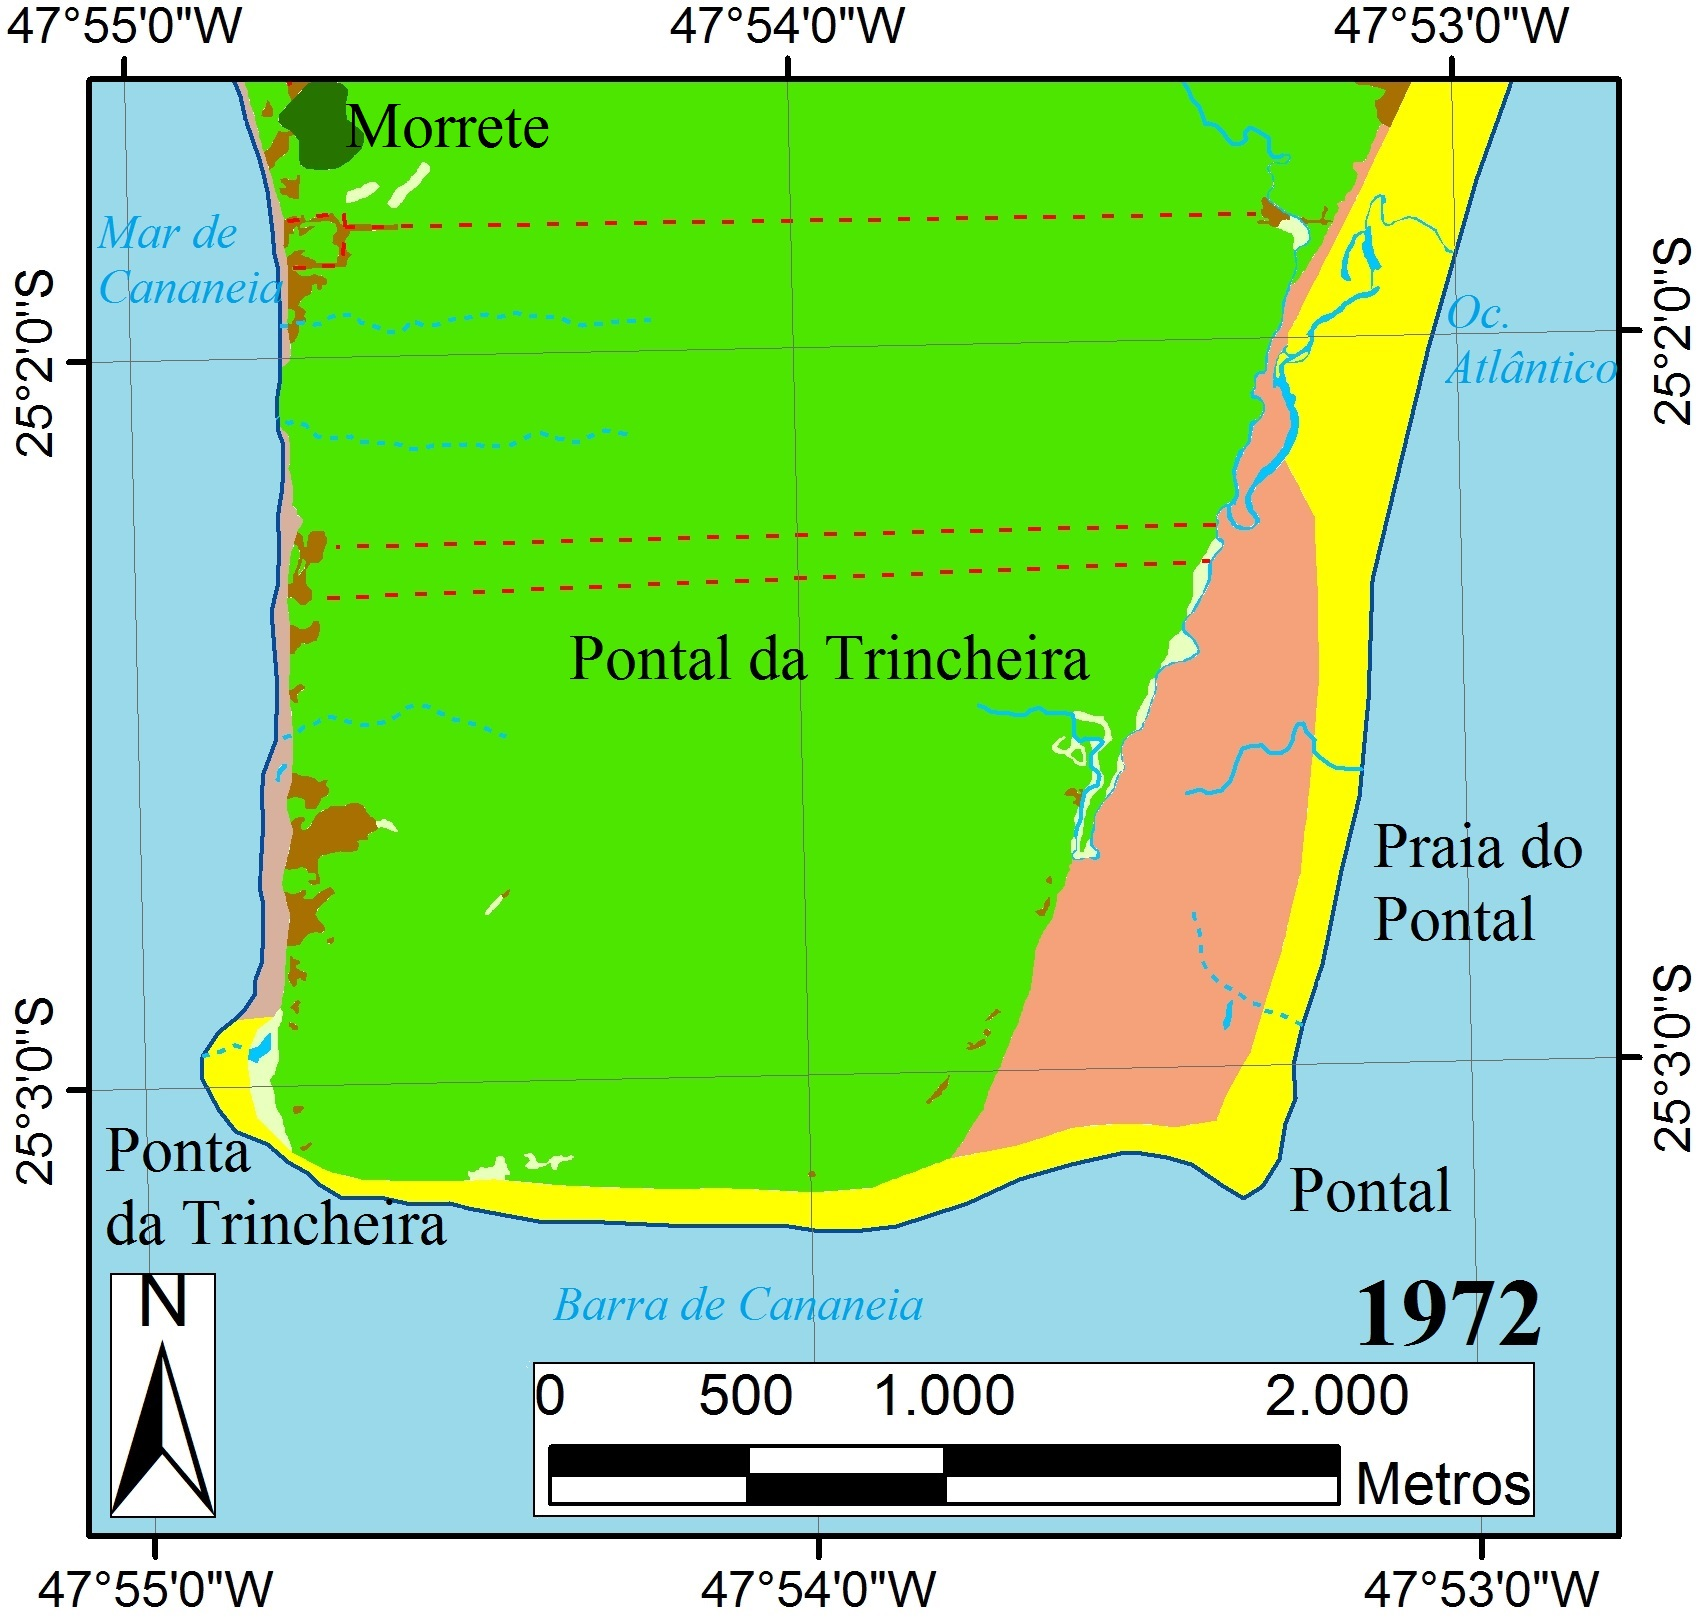 47°55'0"W
47°54'0"W
47°53'0"W
Morrete
Mar de
Cananeia
25°2'0"S
25°2'0"S
Oc.
Atlântico
Pontal da Trincheira
Praia do
Pontal
25°3'0"S
25°3'0"S
Ponta
da Trincheira
Pontal
N
Barra de Cananeia
1972
0 500 1.000 2.000
Metros
47°55'0"W
47°54'0"W
47°53'0"W